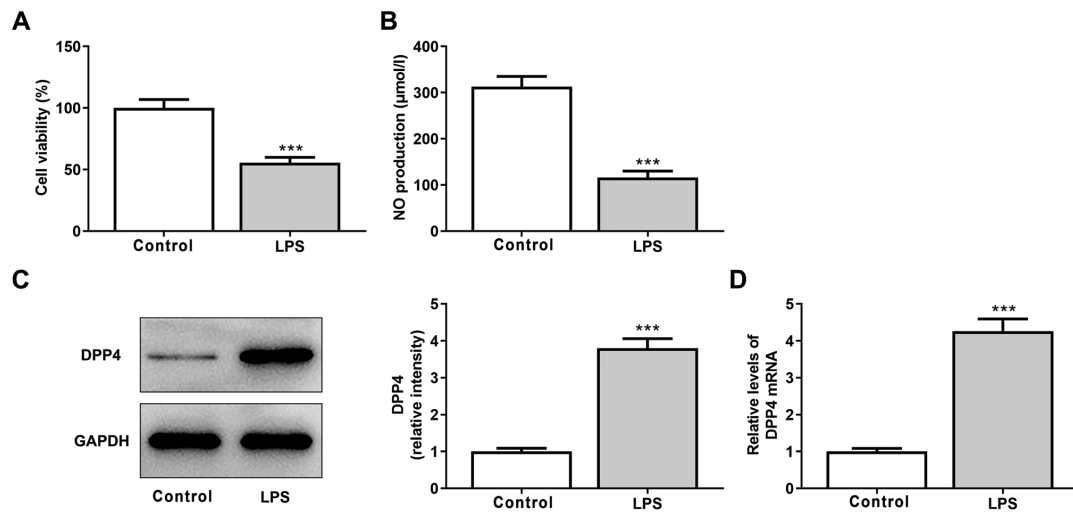 A
Cell viability (%)
150
100
50
0
***
Control
LPS
B
NO production (μmol/l)
400
300
200
100
0
***
Control
LPS
C
DPP4
GAPDH
Control
LPS
DPP4
(relative intensity)
5
4
3
2
1
0
***
Control
LPS
D
Relative levels of
DPP4 mRNA
5
4
3
2
1
0
***
Control
LPS